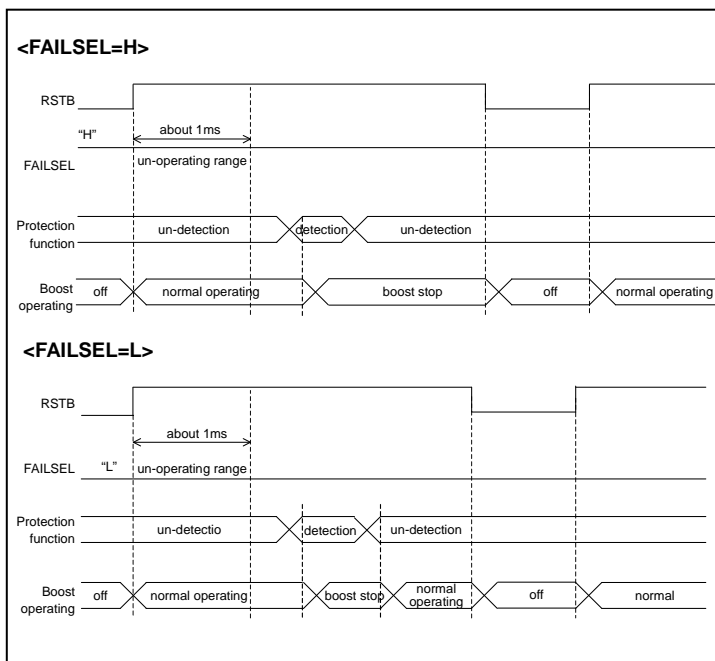 <FAILSEL=H>
RSTB
"H"
about 1ms
FAILSEL
un-operating range
Protection
function
un-detection
detection
un-detection
Boost
operating
off
normal operating
boost stop
off
normal operating
<FAILSEL=L>
RSTB
about 1ms
FAILSEL
"L"
un-operating range
Protection
function
un-detectio
detection
un-detection
Boost
operating
off
normal operating
boost stop
normal
operating
off
normal